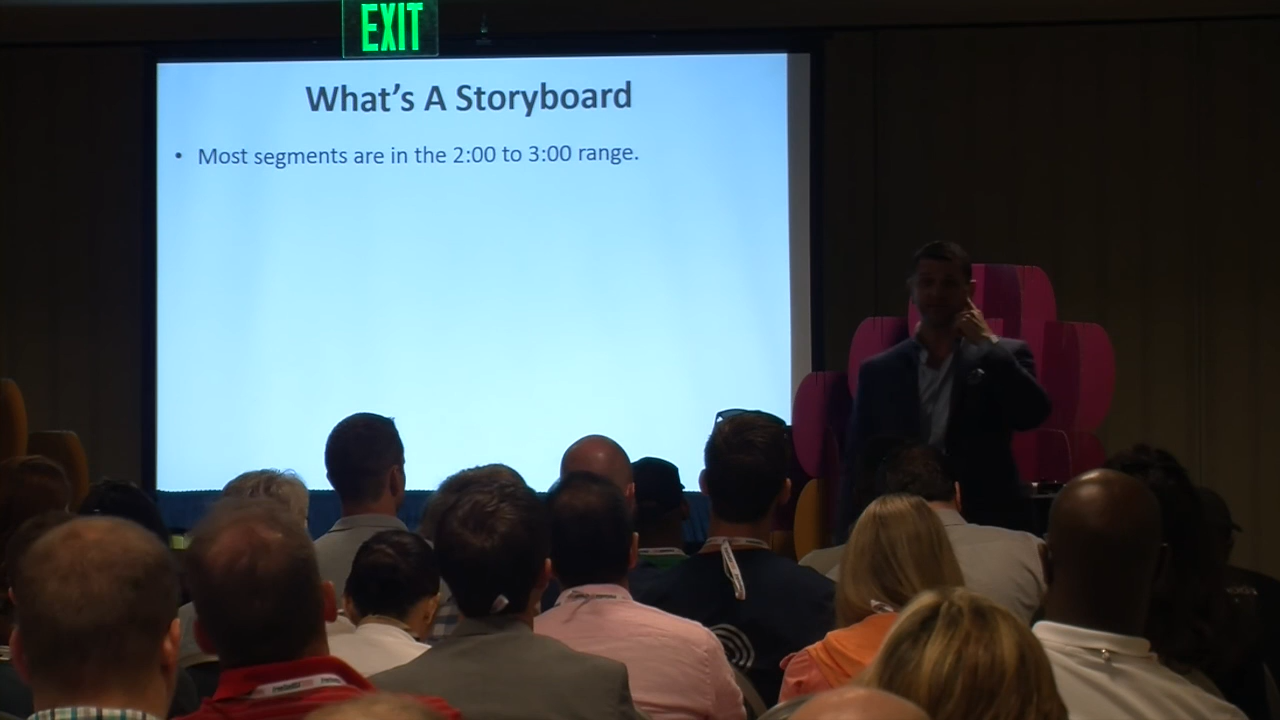 EXIT
What's A Storyboard
• Most segments are in the 2:00 to 3:00 range.